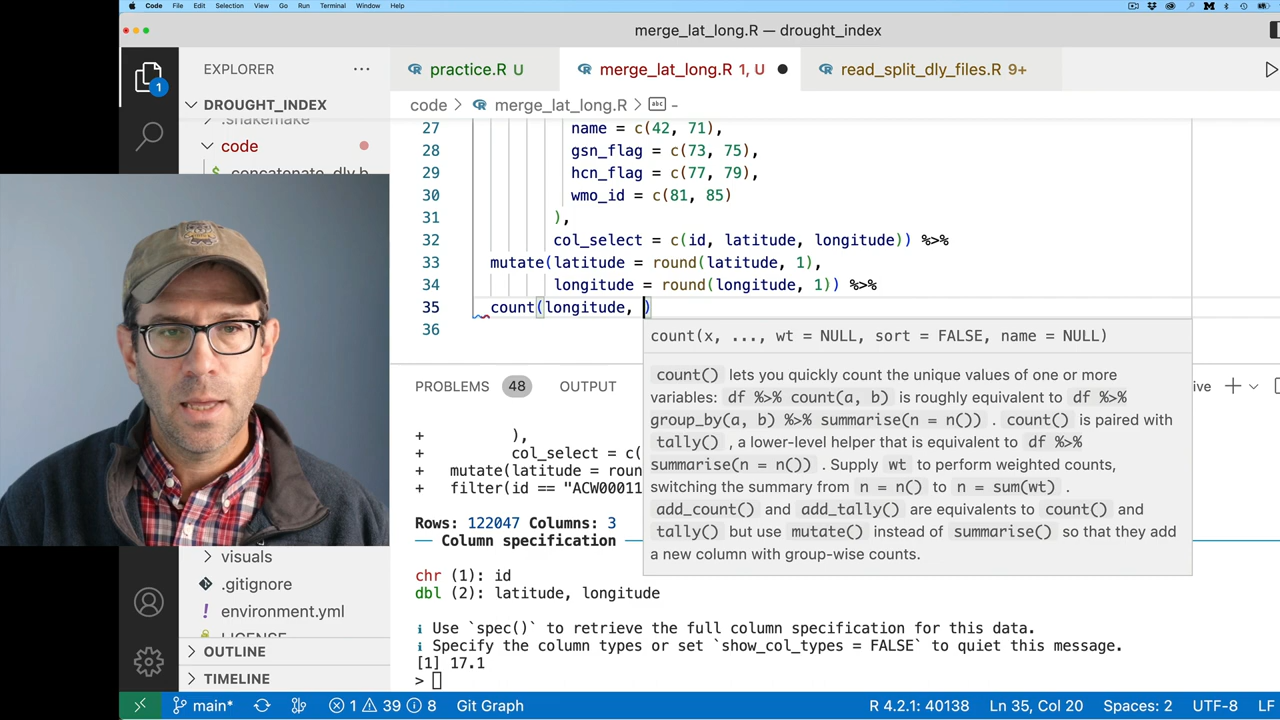 Code File Edit Selection View Go Run Terminal Window Help
merge_lat_long.R — drought_index
EXPLORER
practice.R U
merge_lat_long.R 1, U
read_split_dly_files.R 9+
1
DROUGHT_INDEX
code > merge_lat_long.R > abc -
.snakemake
code
concatenate_dly.b
27 name = c(42, 71),
28 gsn_flag = c(73, 75),
29 hcn_flag = c(77, 79),
30 wmo_id = c(81, 85)
31 ),
32 col_select = c(id, latitude, longitude)) %>%
33 mutate(latitude = round(latitude, 1),
34 longitude = round(longitude, 1)) %>%
35 count(longitude, )
36
count(x, ..., wt = NULL, sort = FALSE, name = NULL)
count() lets you quickly count the unique values of one or more
variables: df %>% count(a, b) is roughly equivalent to df %>%
group_by(a, b) %>% summarise(n = n()) . count() is paired with
tally() , a lower-level helper that is equivalent to df %>%
summarise(n = n()) . Supply wt to perform weighted counts,
switching the summary from n = n() to n = sum(wt) .
add_count() and add_tally() are equivalents to count() and
tally() but use mutate() instead of summarise() so that they add
a new column with group-wise counts.
PROBLEMS 48 OUTPUT
+ ),
+ col_select = c(
+ mutate(latitude = roun
+ filter(id == "ACW00011
Rows: 122047 Columns: 3
— Column specification
chr (1): id
dbl (2): latitude, longitude
ℹ Use `spec()` to retrieve the full column specification for this data.
ℹ Specify the column types or set `show_col_types = FALSE` to quiet this message.
[1] 17.1
>
visuals
.gitignore
environment.yml
LICENSE
OUTLINE
TIMELINE
main* 1 39 8 Git Graph R 4.2.1: 40138 Ln 35, Col 20 Spaces: 2 UTF-8 LF